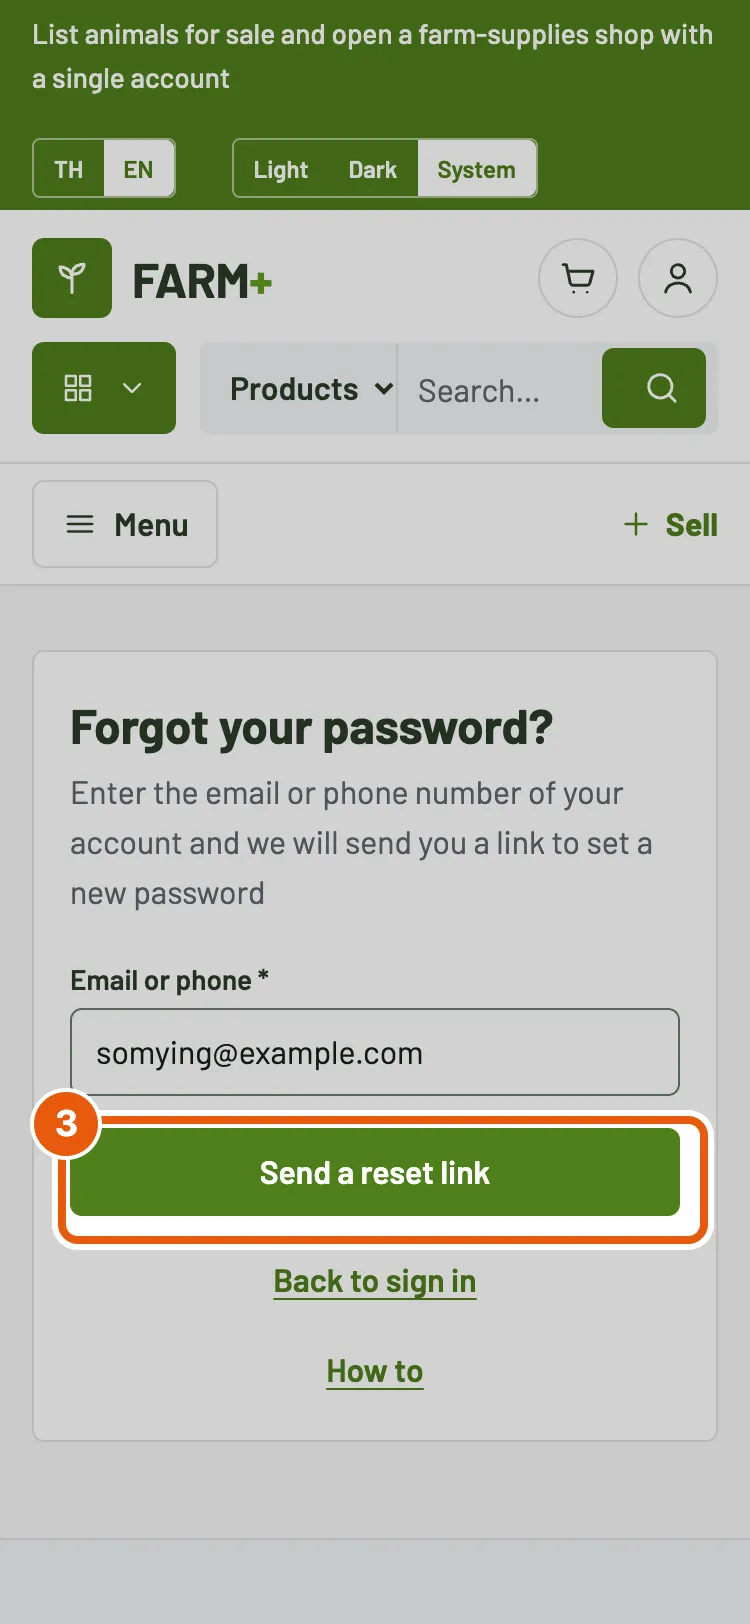 List animals for sale and open a farm-supplies shop with
a single account
TH EN Light Dark System
FARM+
Products Search...
Menu + Sell
Forgot your password?
Enter the email or phone number of your
account and we will send you a link to set a
new password
Email or phone *
somying@example.com
3
Send a reset link
Back to sign in
How to